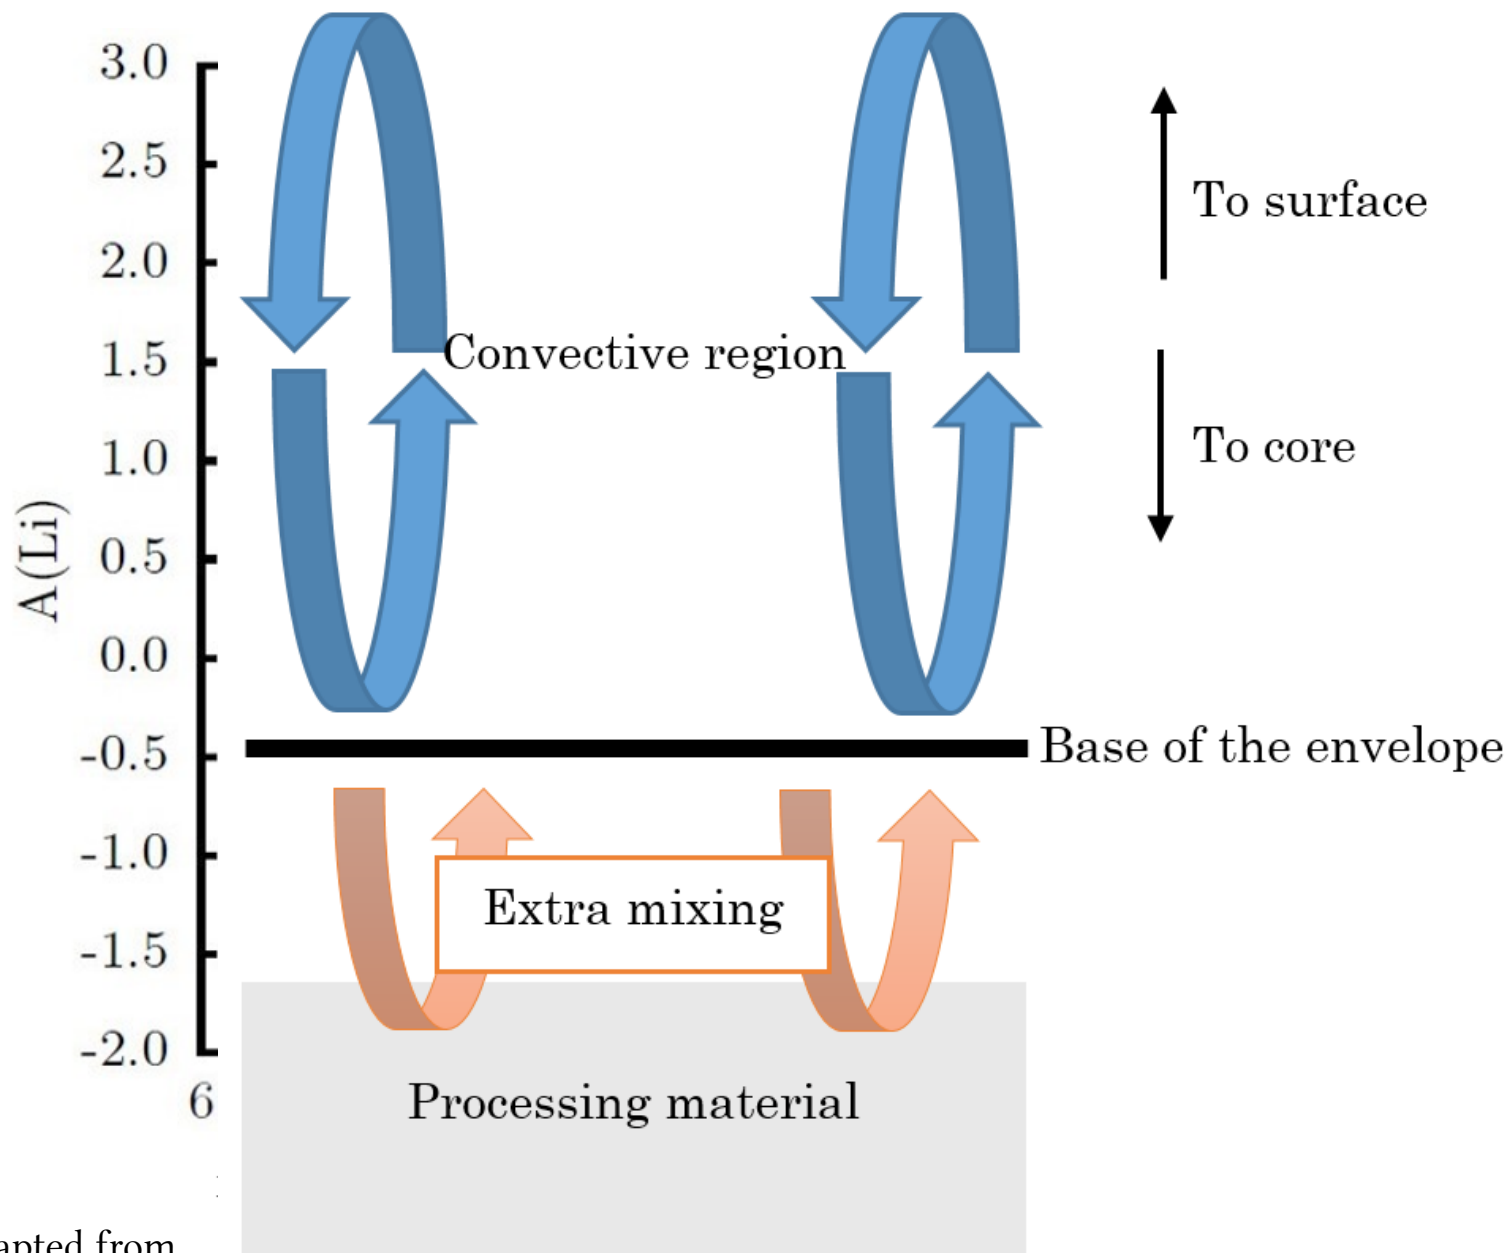 3.0
2.5
To surface
2.0
Convective region
1.5
To core
1.0
A(Li)
0.5
0.0
-0.5
Base of the envelope
-1.0
Extra mixing
-1.5
-2.0
6
Processing material
apted from